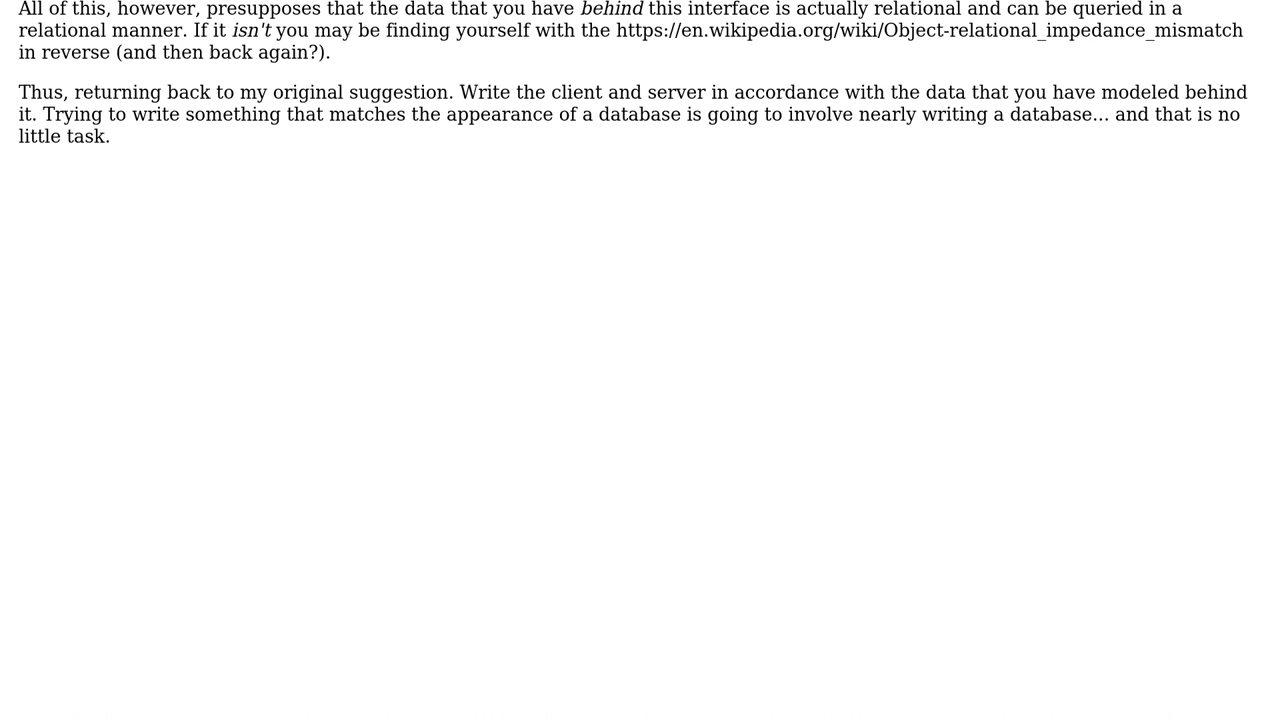 All of this, however, presupposes that the data that you have behind this interface is actually relational and can be queried in a
relational manner. If it isn't you may be finding yourself with the https://en.wikipedia.org/wiki/Object-relational_impedance_mismatch
in reverse (and then back again?).
Thus, returning back to my original suggestion. Write the client and server in accordance with the data that you have modeled behind
it. Trying to write something that matches the appearance of a database is going to involve nearly writing a database... and that is no
little task.